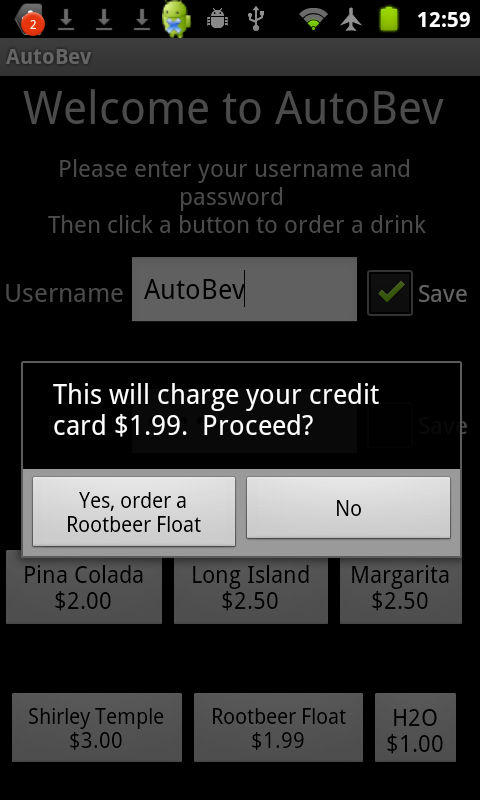 2
12:59
AutoBev
Welcome to AutoBev
Please enter your username and
password
Then click a button to order a drink
Username
AutoBev
Save
This will charge your credit
card $1.99.  Proceed?
Save
Yes, order a
Rootbeer Float
No
Pina Colada
$2.00
Long Island
$2.50
Margarita
$2.50
Shirley Temple
$3.00
Rootbeer Float
$1.99
H2O
$1.00